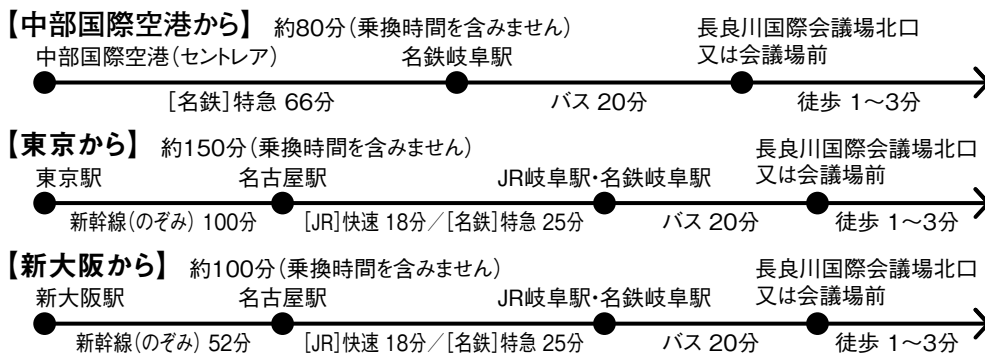 【中部国際空港から】 約80分(乗換時間を含みません)
長良川国際会議場北口
又は会議場前
中部国際空港(セントレア)
名鉄岐阜駅
[名鉄]特急 66分
バス 20分
徒歩 1〜3分
【東京から】 約150分(乗換時間を含みません)
長良川国際会議場北口
又は会議場前
東京駅
名古屋駅
JR岐阜駅・名鉄岐阜駅
新幹線(のぞみ) 100分
[JR]快速 18分/[名鉄]特急 25分
バス 20分
徒歩 1〜3分
【新大阪から】 約100分(乗換時間を含みません)
長良川国際会議場北口
又は会議場前
新大阪駅
名古屋駅
JR岐阜駅・名鉄岐阜駅
新幹線(のぞみ) 52分
[JR]快速 18分/[名鉄]特急 25分
バス 20分
徒歩 1〜3分